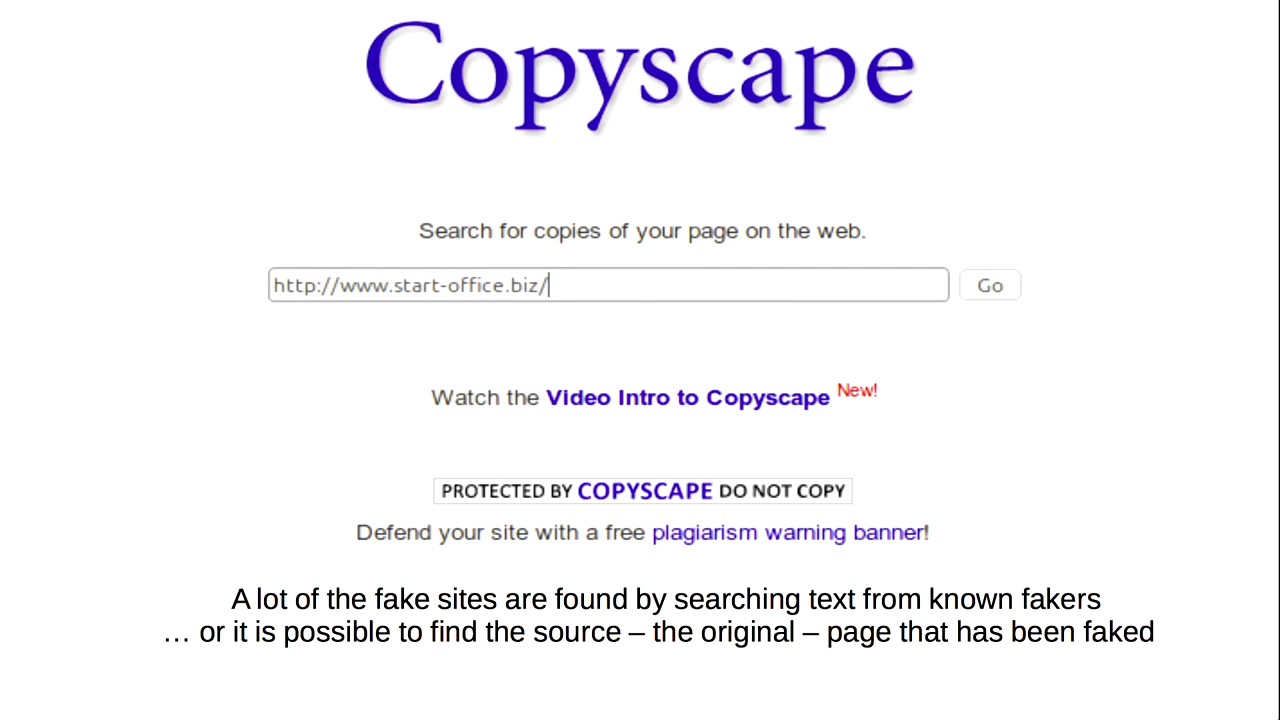 Copyscape
Search for copies of your page on the web.
http://www.start-office.biz/
Go
Watch the Video Intro to Copyscape New!
PROTECTED BY COPYSCAPE DO NOT COPY
Defend your site with a free plagiarism warning banner!
A lot of the fake sites are found by searching text from known fakers
… or it is possible to find the source – the original – page that has been faked